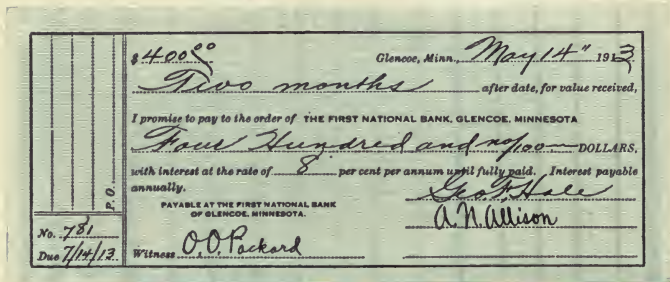 $400 00 Glencoe, Minn., May 14" 1913
Two months after date, for value received,
I promise to pay to the order of THE FIRST NATIONAL BANK, GLENCOE, MINNESOTA
Four Hundred and no/100 DOLLARS,
with interest at the rate of 8 per cent per annum until fully paid. Interest payable
annually.
Geo. F. Hale
PAYABLE AT THE FIRST NATIONAL BANK
OF GLENCOE, MINNESOTA.
A. N. Allison
P.O.
No. 781
Due 7/14/13.
Witness O. O. Packard